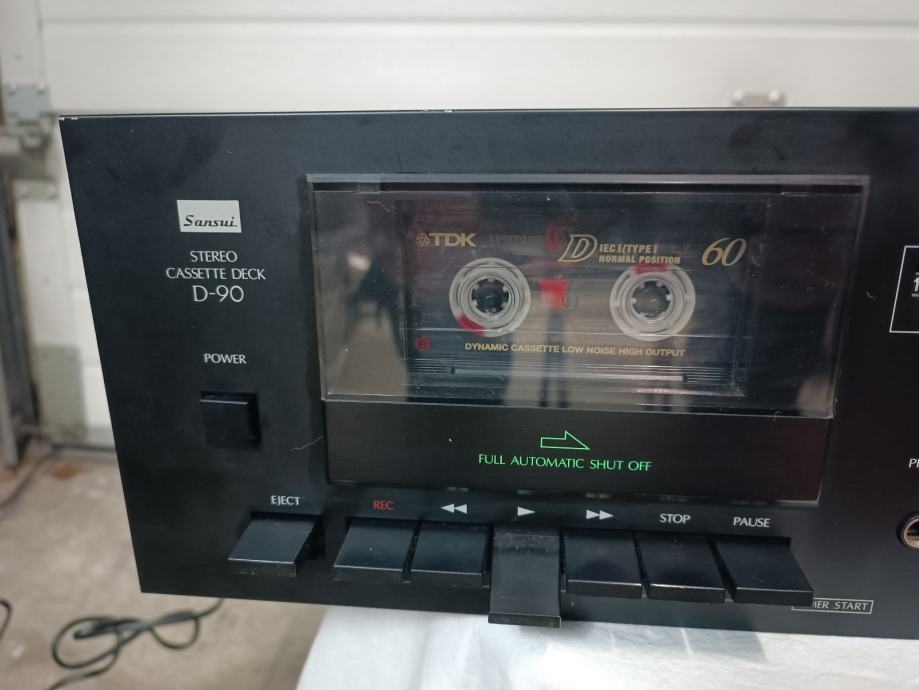 Sansui
STEREO
CASSETTE DECK
D-90
POWER
TDK
D
IEC I/TYPE I
NORMAL POSITION
60
B
DYNAMIC CASSETTE LOW NOISE HIGH OUTPUT
FULL AUTOMATIC SHUT OFF
EJECT
REC
STOP
PAUSE
START